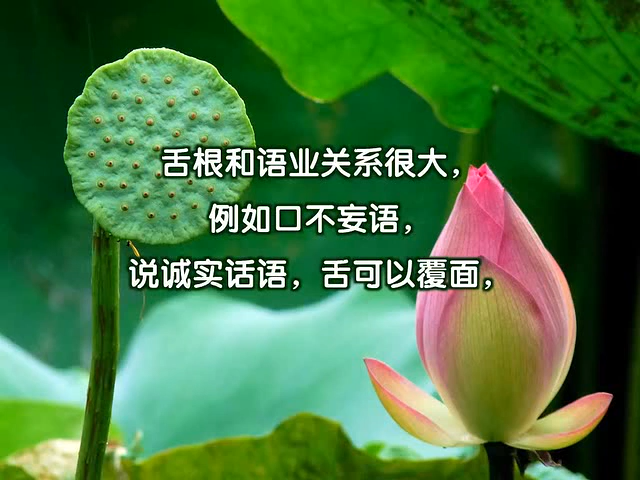 舌根和语业关系很大，
例如口不妄语，
说诚实话语，舌可以覆面，